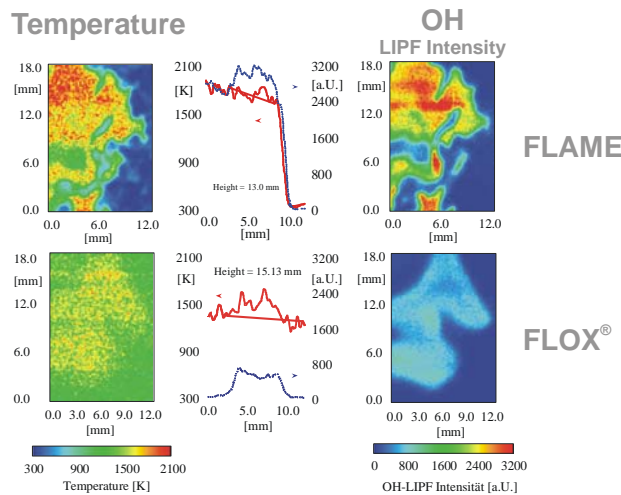 Temperature
OH
LIPF Intensity
18.0
[mm]
12.0
6.0
0.0
0.0 6.0 12.0
[mm]
2100
[K]
1500
900
300
3200
[a.U.]
2400
1600
800
0
Height = 13.0 mm
0.0 5.0 10.0
[mm]
18.0
[mm]
12.0
6.0
0.0
0.0 6.0 12.0
[mm]
FLAME
18.0
[mm]
12.0
6.0
0.0
0.0 3.0 6.0 9.0 12.0
[mm]
2100
[K]
1500
900
300
Height = 15.13 mm
3200
[a.U.]
2400
1600
800
0
0.0 5.0 10.0
[mm]
18.0
[mm]
12.0
6.0
0.0
0.0 3.0 6.0 9.0 12.0
[mm]
FLOX®
300 900 1500 2100
Temperature [K]
0 800 1600 2400 3200
OH-LIPF Intensität [a.U.]